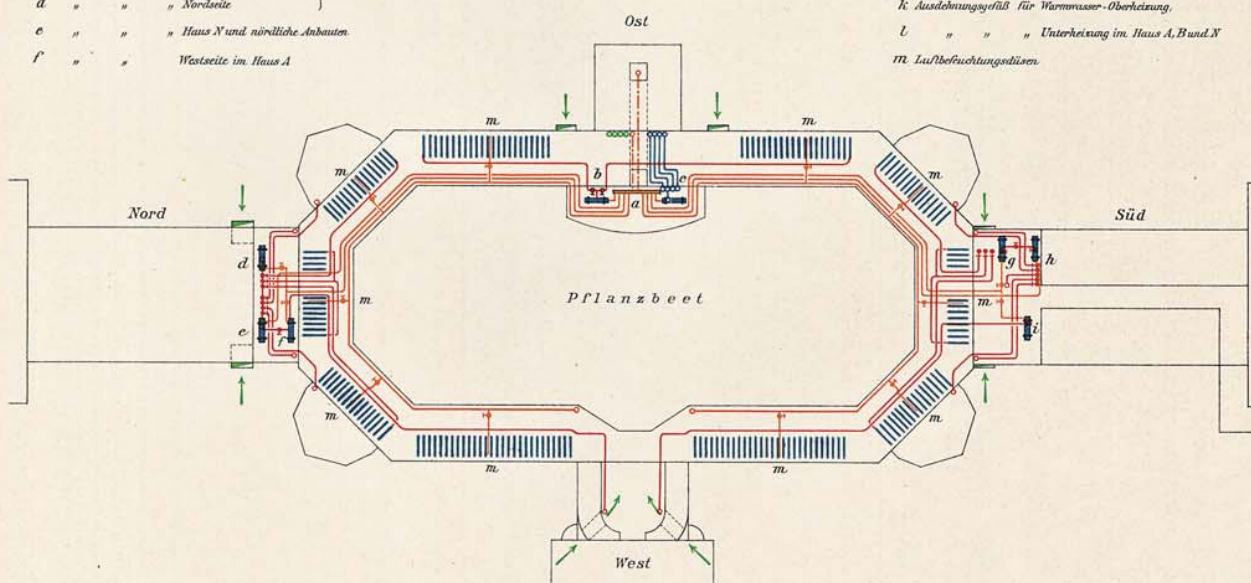 d " " " Nordseite }
e " " " Haus N und nördliche Anbauten
f " " Westseite im Haus A
k Ausdehnungsgefäß für Warmwasser-Oberheizung.
l " " " Unterheizung im Haus A, B und N
m Luftbefeuchtungsdüsen
Ost
m
m
m
b
c
m
a
Nord
Süd
d
g
h
m
Pflanzbeet
m
e
f
i
m
m
m
m
West